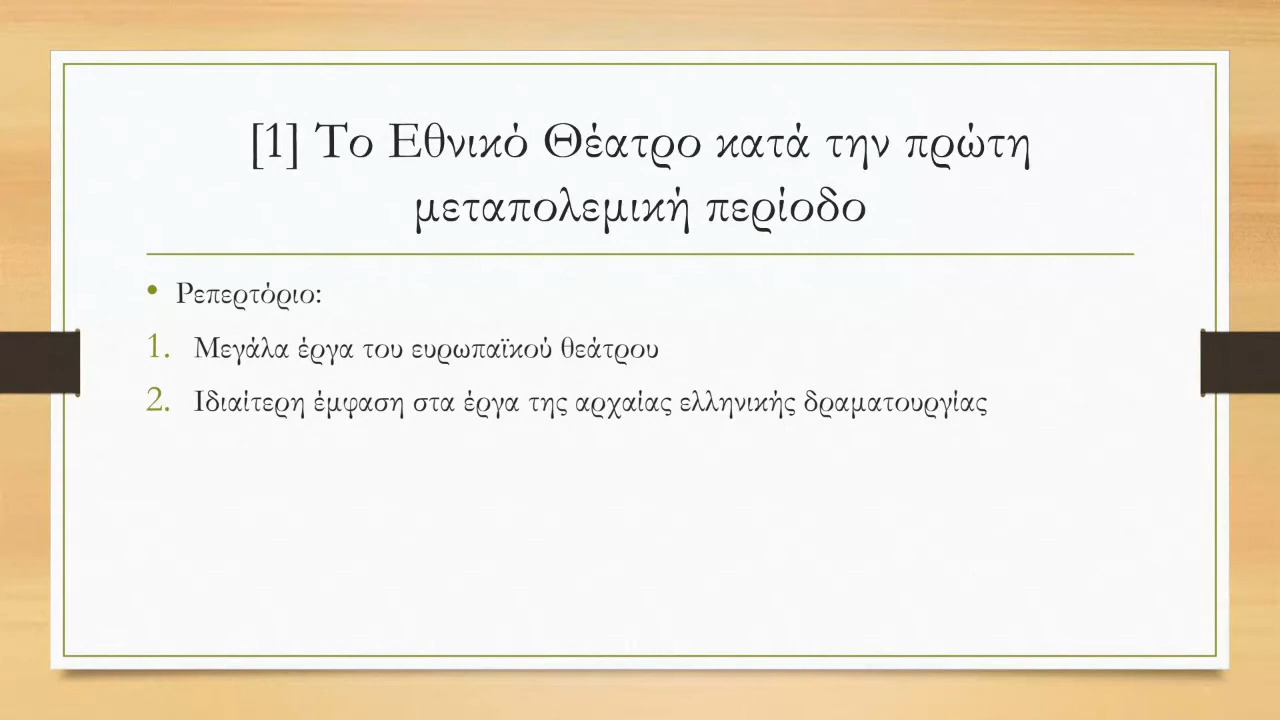 [1] Το Εθνικό Θέατρο κατά την πρώτη
μεταπολεμική περίοδο
• Ρεπερτόριο:
1. Μεγάλα έργα του ευρωπαϊκού θεάτρου
2. Ιδιαίτερη έμφαση στα έργα της αρχαίας ελληνικής δραματουργίας